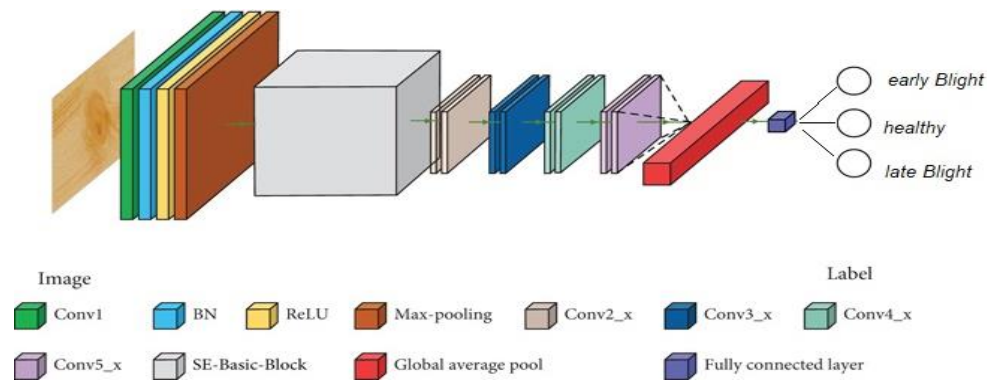 early Blight
healthy
late Blight
Image
Label
Conv1
BN
ReLU
Max-pooling
Conv2_x
Conv3_x
Conv4_x
Conv5_x
SE-Basic-Block
Global average pool
Fully connected layer